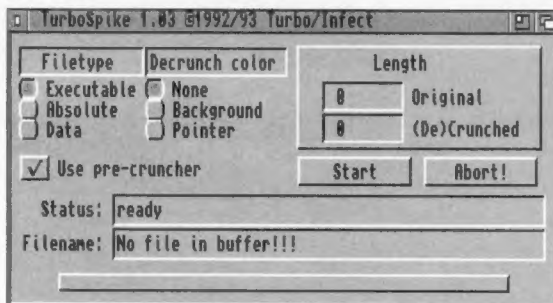 TurboSpike 1.03 ©1992/93 Turbo/Infect
Filetype
Executable
Absolute
Data
Decrunch color
None
Background
Pointer
Length
0 Original
0 (De)Crunched
Use pre-cruncher
Start
Abort!
Status: ready
Filename: No file in buffer!!!